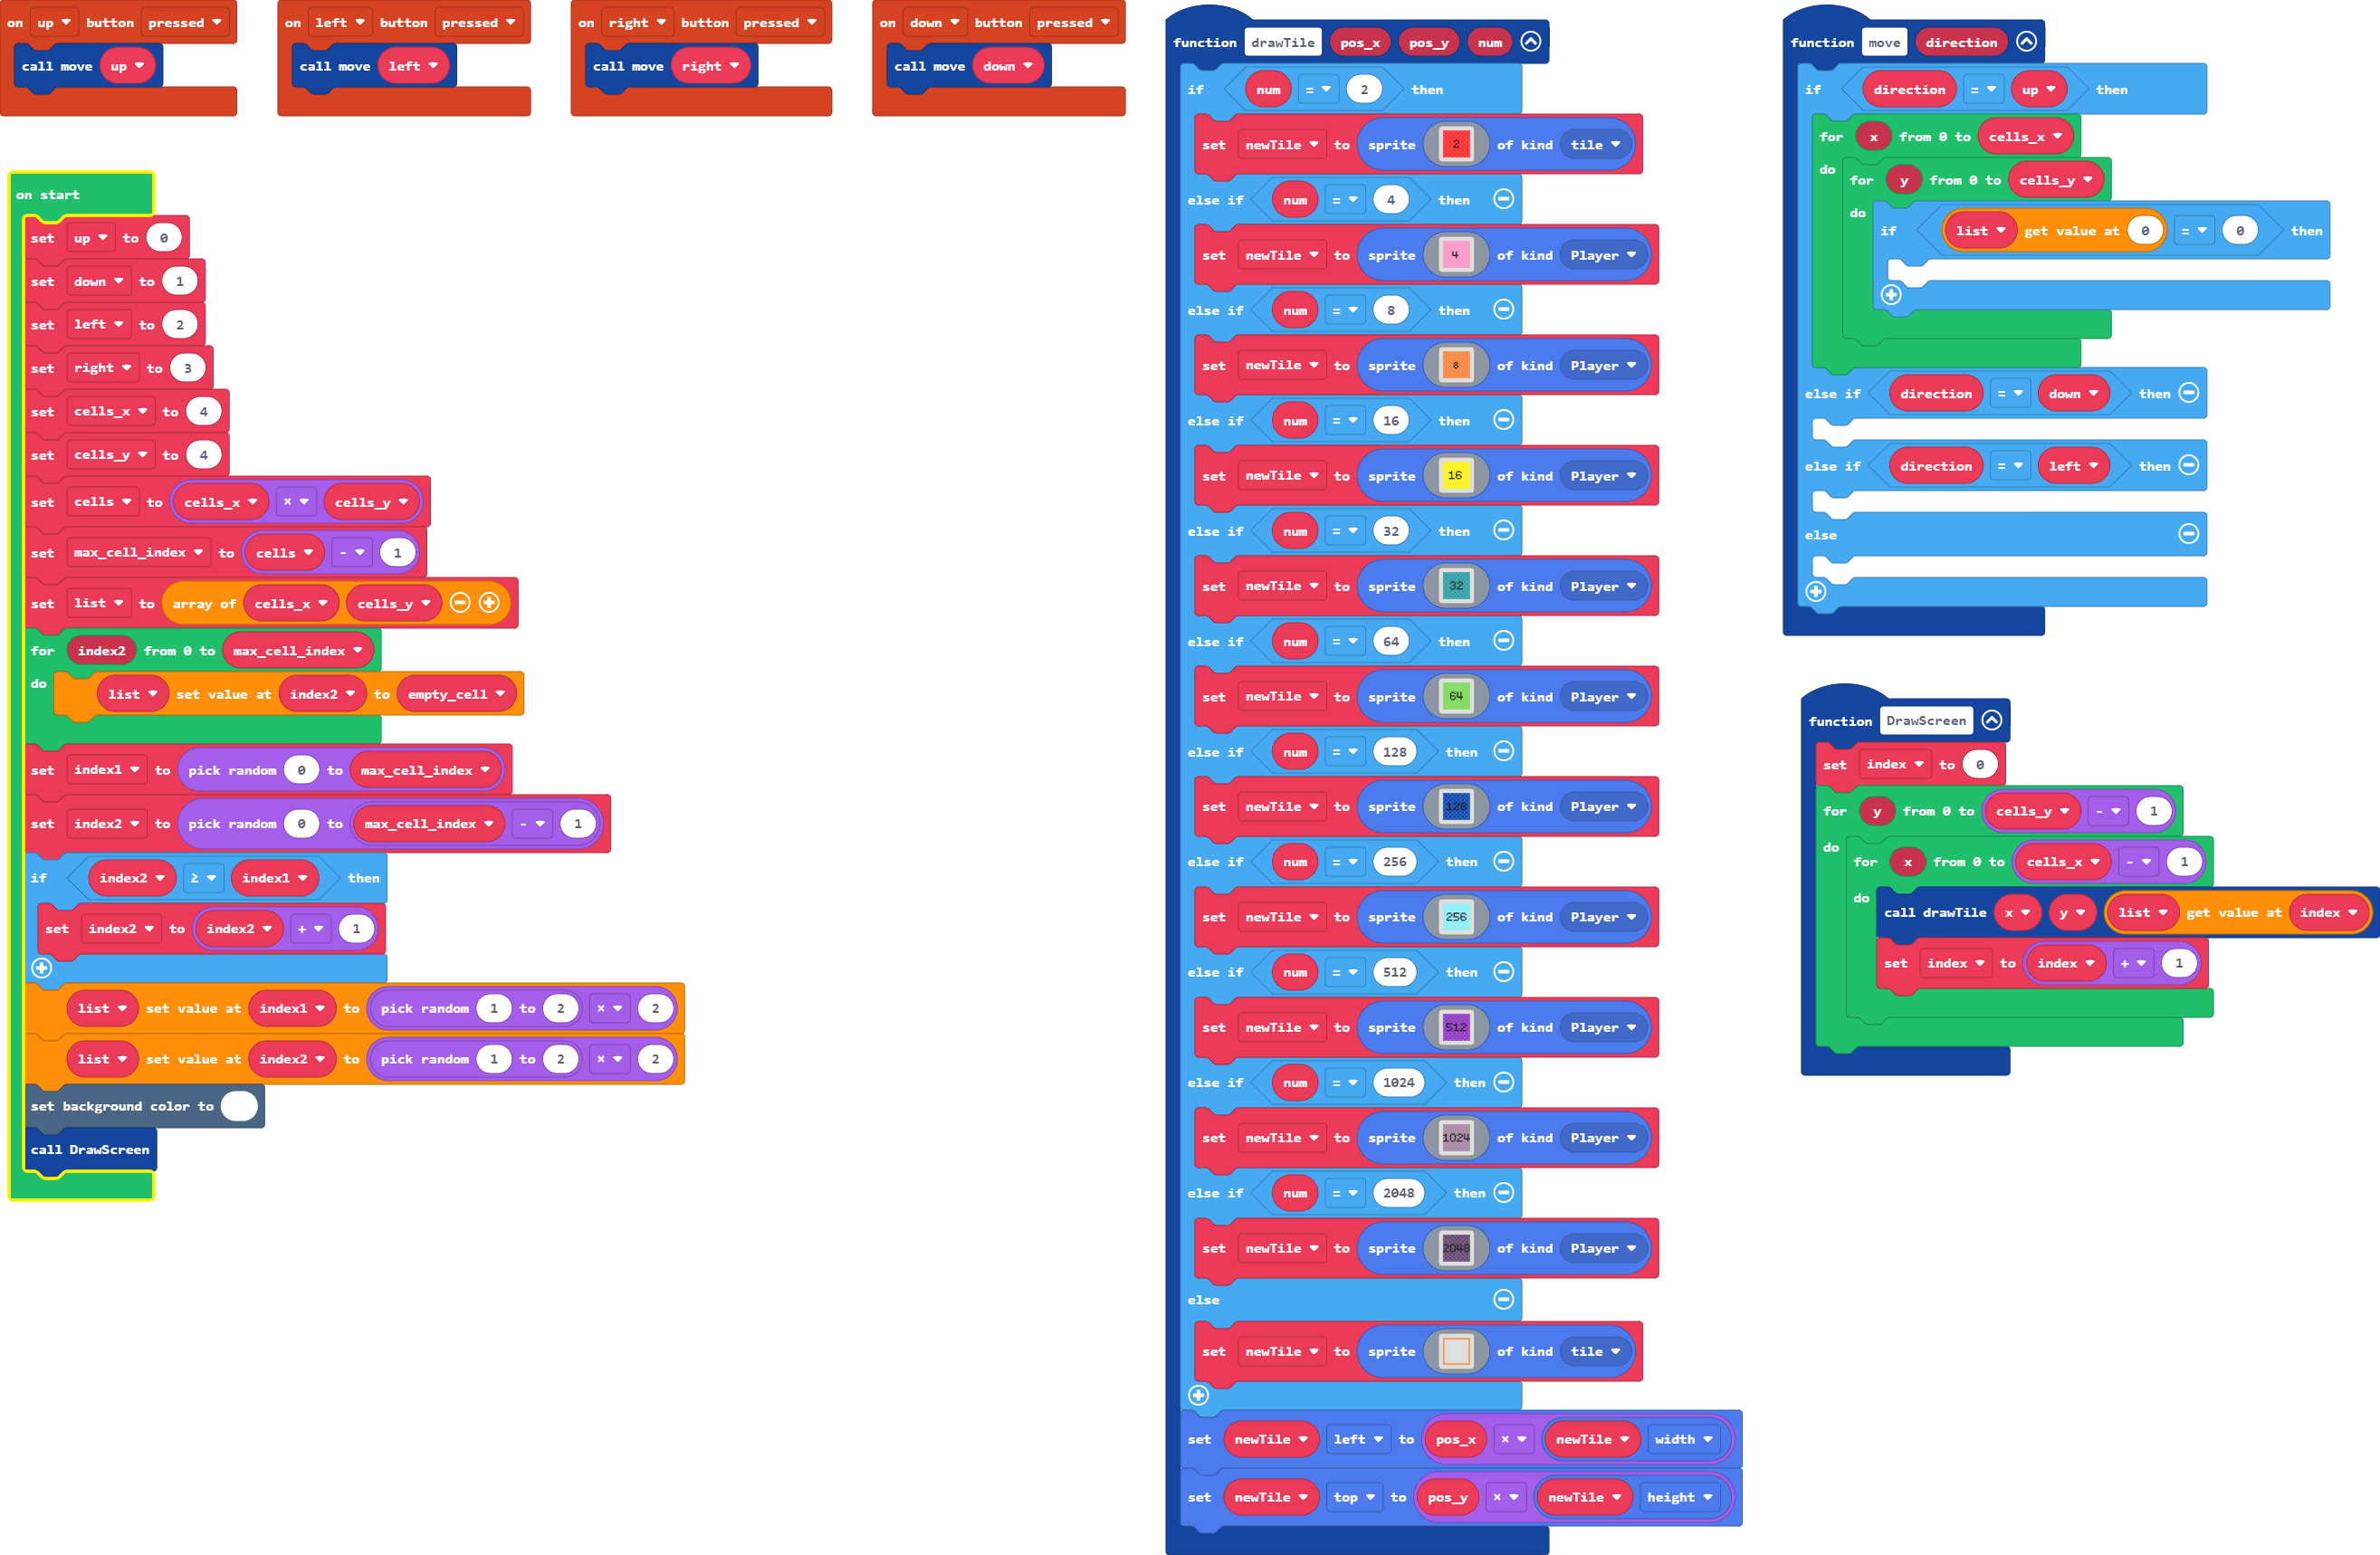 on up button pressed
call move up
on left button pressed
call move left
on right button pressed
call move right
on down button pressed
call move down
on start
set up to 0
set down to 1
set left to 2
set right to 3
set cells_x to 4
set cells_y to 4
set cells to cells_x × cells_y
set max_cell_index to cells - 1
set list to array of cells_x cells_y
for index2 from 0 to max_cell_index
do list set value at index2 to empty_cell
set index1 to pick random 0 to max_cell_index
set index2 to pick random 0 to max_cell_index - 1
if index2 ≥ index1 then
set index2 to index2 + 1
list set value at index1 to pick random 1 to 2 × 2
list set value at index2 to pick random 1 to 2 × 2
set background color to
call DrawScreen
function drawTile pos_x pos_y num
if num = 2 then
set newTile to sprite 2 of kind tile
else if num = 4 then
set newTile to sprite 4 of kind Player
else if num = 8 then
set newTile to sprite 8 of kind Player
else if num = 16 then
set newTile to sprite 16 of kind Player
else if num = 32 then
set newTile to sprite 32 of kind Player
else if num = 64 then
set newTile to sprite 64 of kind Player
else if num = 128 then
set newTile to sprite 128 of kind Player
else if num = 256 then
set newTile to sprite 256 of kind Player
else if num = 512 then
set newTile to sprite 512 of kind Player
else if num = 1024 then
set newTile to sprite 1024 of kind Player
else if num = 2048 then
set newTile to sprite 2048 of kind Player
else
set newTile to sprite of kind tile
set newTile left to pos_x × newTile width
set newTile top to pos_y × newTile height
function move direction
if direction = up then
for x from 0 to cells_x
do for y from 0 to cells_y
do if list get value at 0 = 0 then
else if direction = down then
else if direction = left then
else
function DrawScreen
set index to 0
for y from 0 to cells_y - 1
do for x from 0 to cells_x - 1
do call drawTile x y list get value at index
set index to index + 1